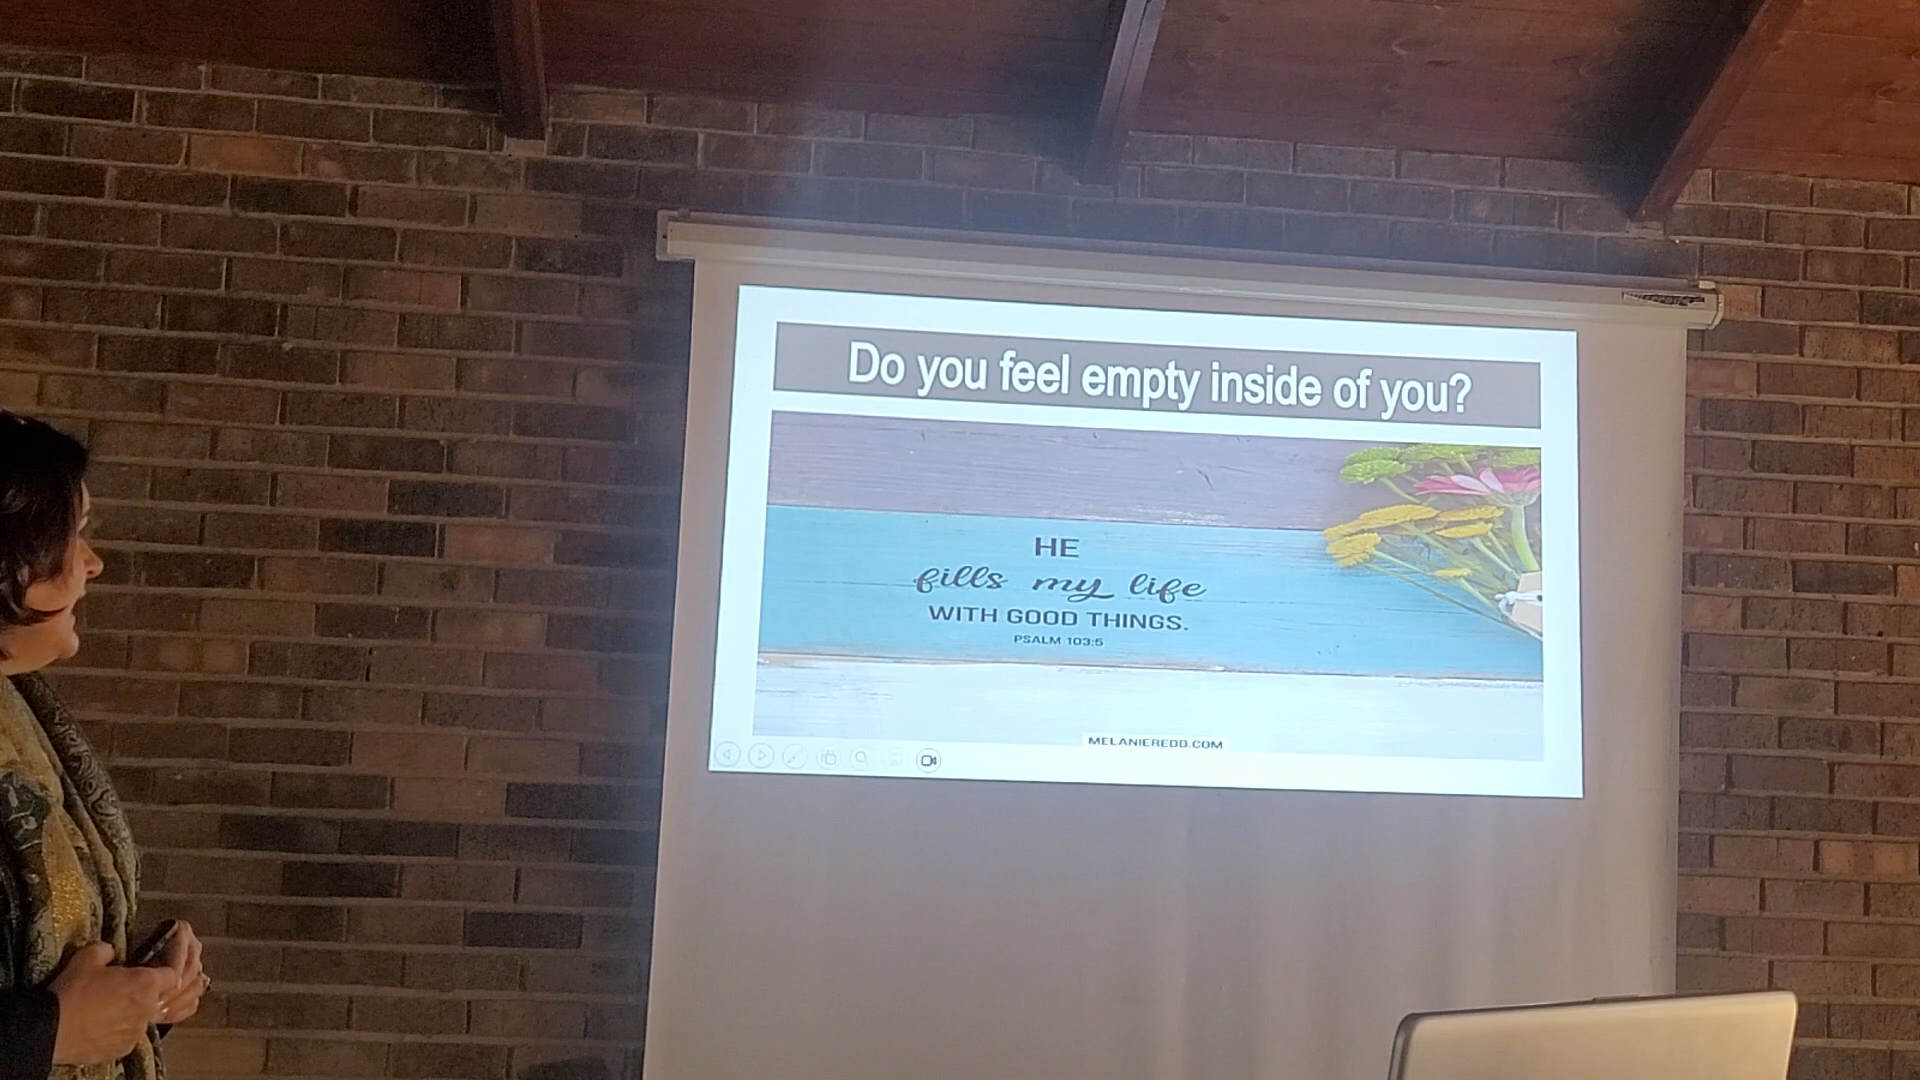 Do you feel empty inside of you?
HE
fills my life
WITH GOOD THINGS.
PSALM 103:5
MELANIEREDD.COM